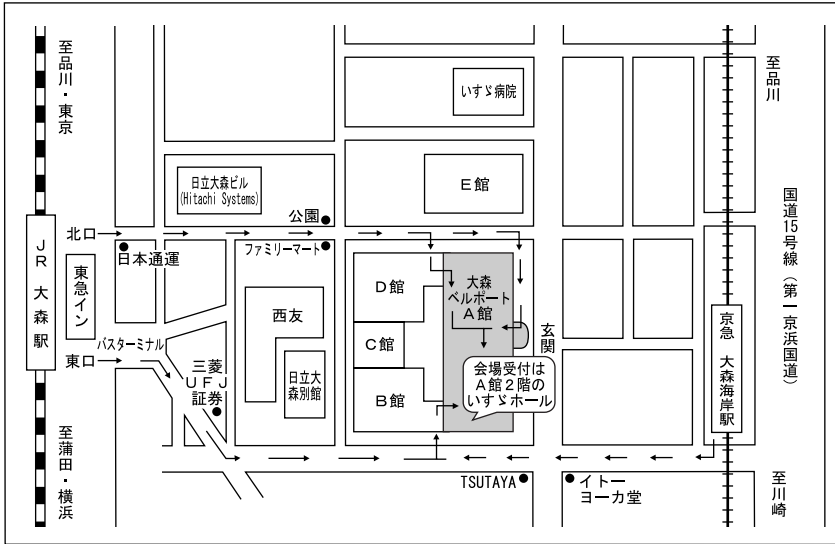 至品川・東京
JR 大森駅
至蒲田・横浜
北口
東急イン
東口
バスターミナル
日本通運
日立大森ビル
(Hitachi Systems)
公園
ファミリーマート
三菱
UFJ
証券
西友
日立大
森別館
いすゞ病院
E館
D館
C館
B館
大森
ベルポート
A館
玄関
会場受付は
A館2階の
いすゞホール
TSUTAYA
イトー
ヨーカ堂
至品川
国道15号線(第一京浜国道)
京急 大森海岸駅
至川崎